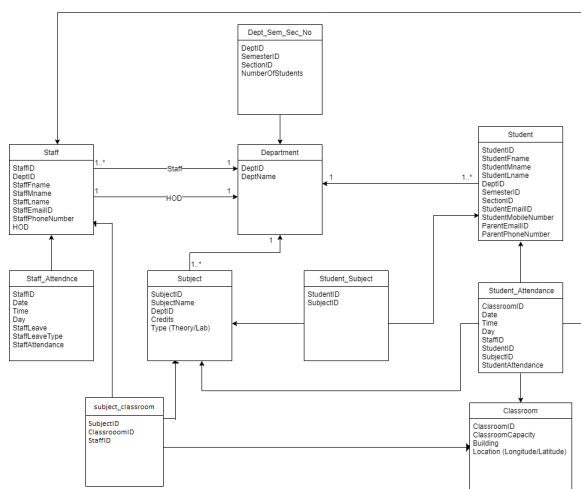 Dept_Sem_Sec_No
DeptID
SemesterID
SectionID
NumberOfStudents
Staff
StaffID
DeptID
StaffFname
StaffMname
StaffLname
StaffEmailID
StaffPhoneNumber
HOD
1..*
Staff
1
1
HOD
1
Department
DeptID
DeptName
1
1..*
Student
StudentID
StudentFname
StudentMname
StudentLname
DeptID
SemesterID
SectionID
StudentEmailID
StudentMobileNumber
ParentEmailID
ParentPhoneNumber
1
1..*
Staff_Attendnce
StaffID
Date
Time
Day
StaffLeave
StaffLeaveType
StaffAttendance
Subject
SubjectID
SubjectName
DeptID
Credits
Type (Theory/Lab)
Student_Subject
StudentID
SubjectID
Student_Attendance
ClassroomID
Date
Time
Day
StaffID
StudentID
SubjectID
StudentAttendance
subject_classroom
SubjectID
ClassrooomID
StaffID
Classroom
ClassroomID
ClassroomCapacity
Building
Location (Longitude/Latitude)